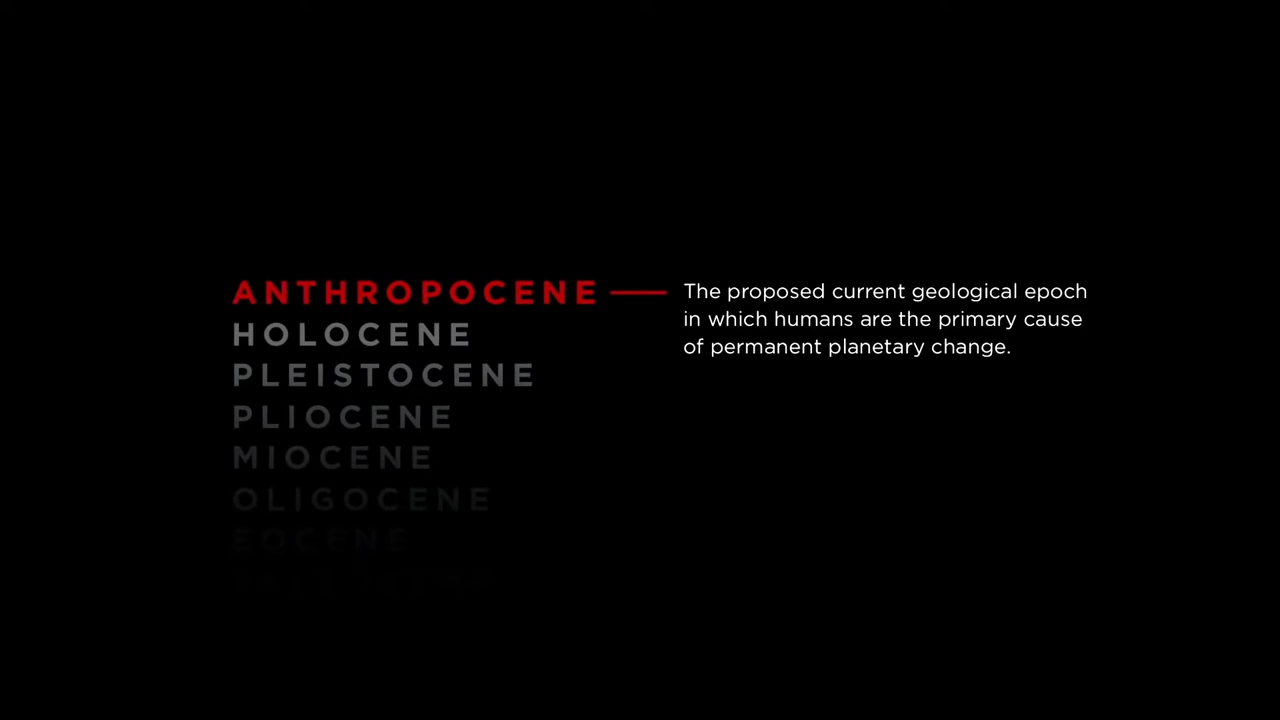 ANTHROPOCENE
The proposed current geological epoch
in which humans are the primary cause
of permanent planetary change.
HOLOCENE
PLEISTOCENE
PLIOCENE
MIOCENE
OLIGOCENE
EOCENE